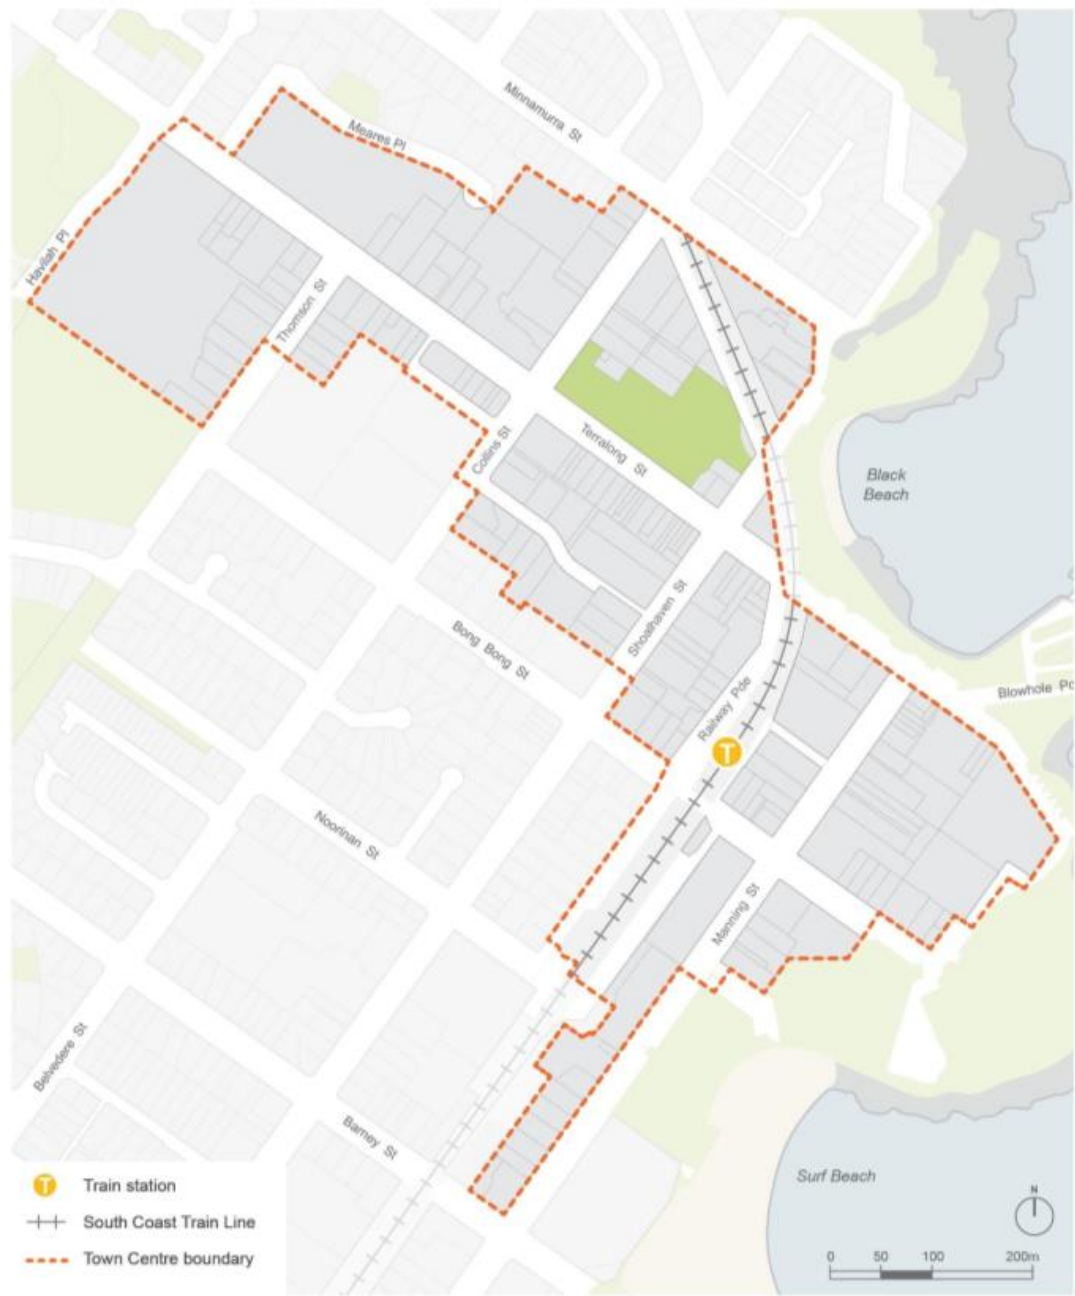 Minnamurra St
Meares Pl
Havilah Pl
Thomson St
Collins St
Terralong St
Black
Beach
Shoalhaven St
Bong Bong St
Railway Pde
Blowhole Po
T
Noorinan St
Manning St
Belvedere St
Barney St
Surf Beach
T Train station
South Coast Train Line
Town Centre boundary
N
0 50 100 200m